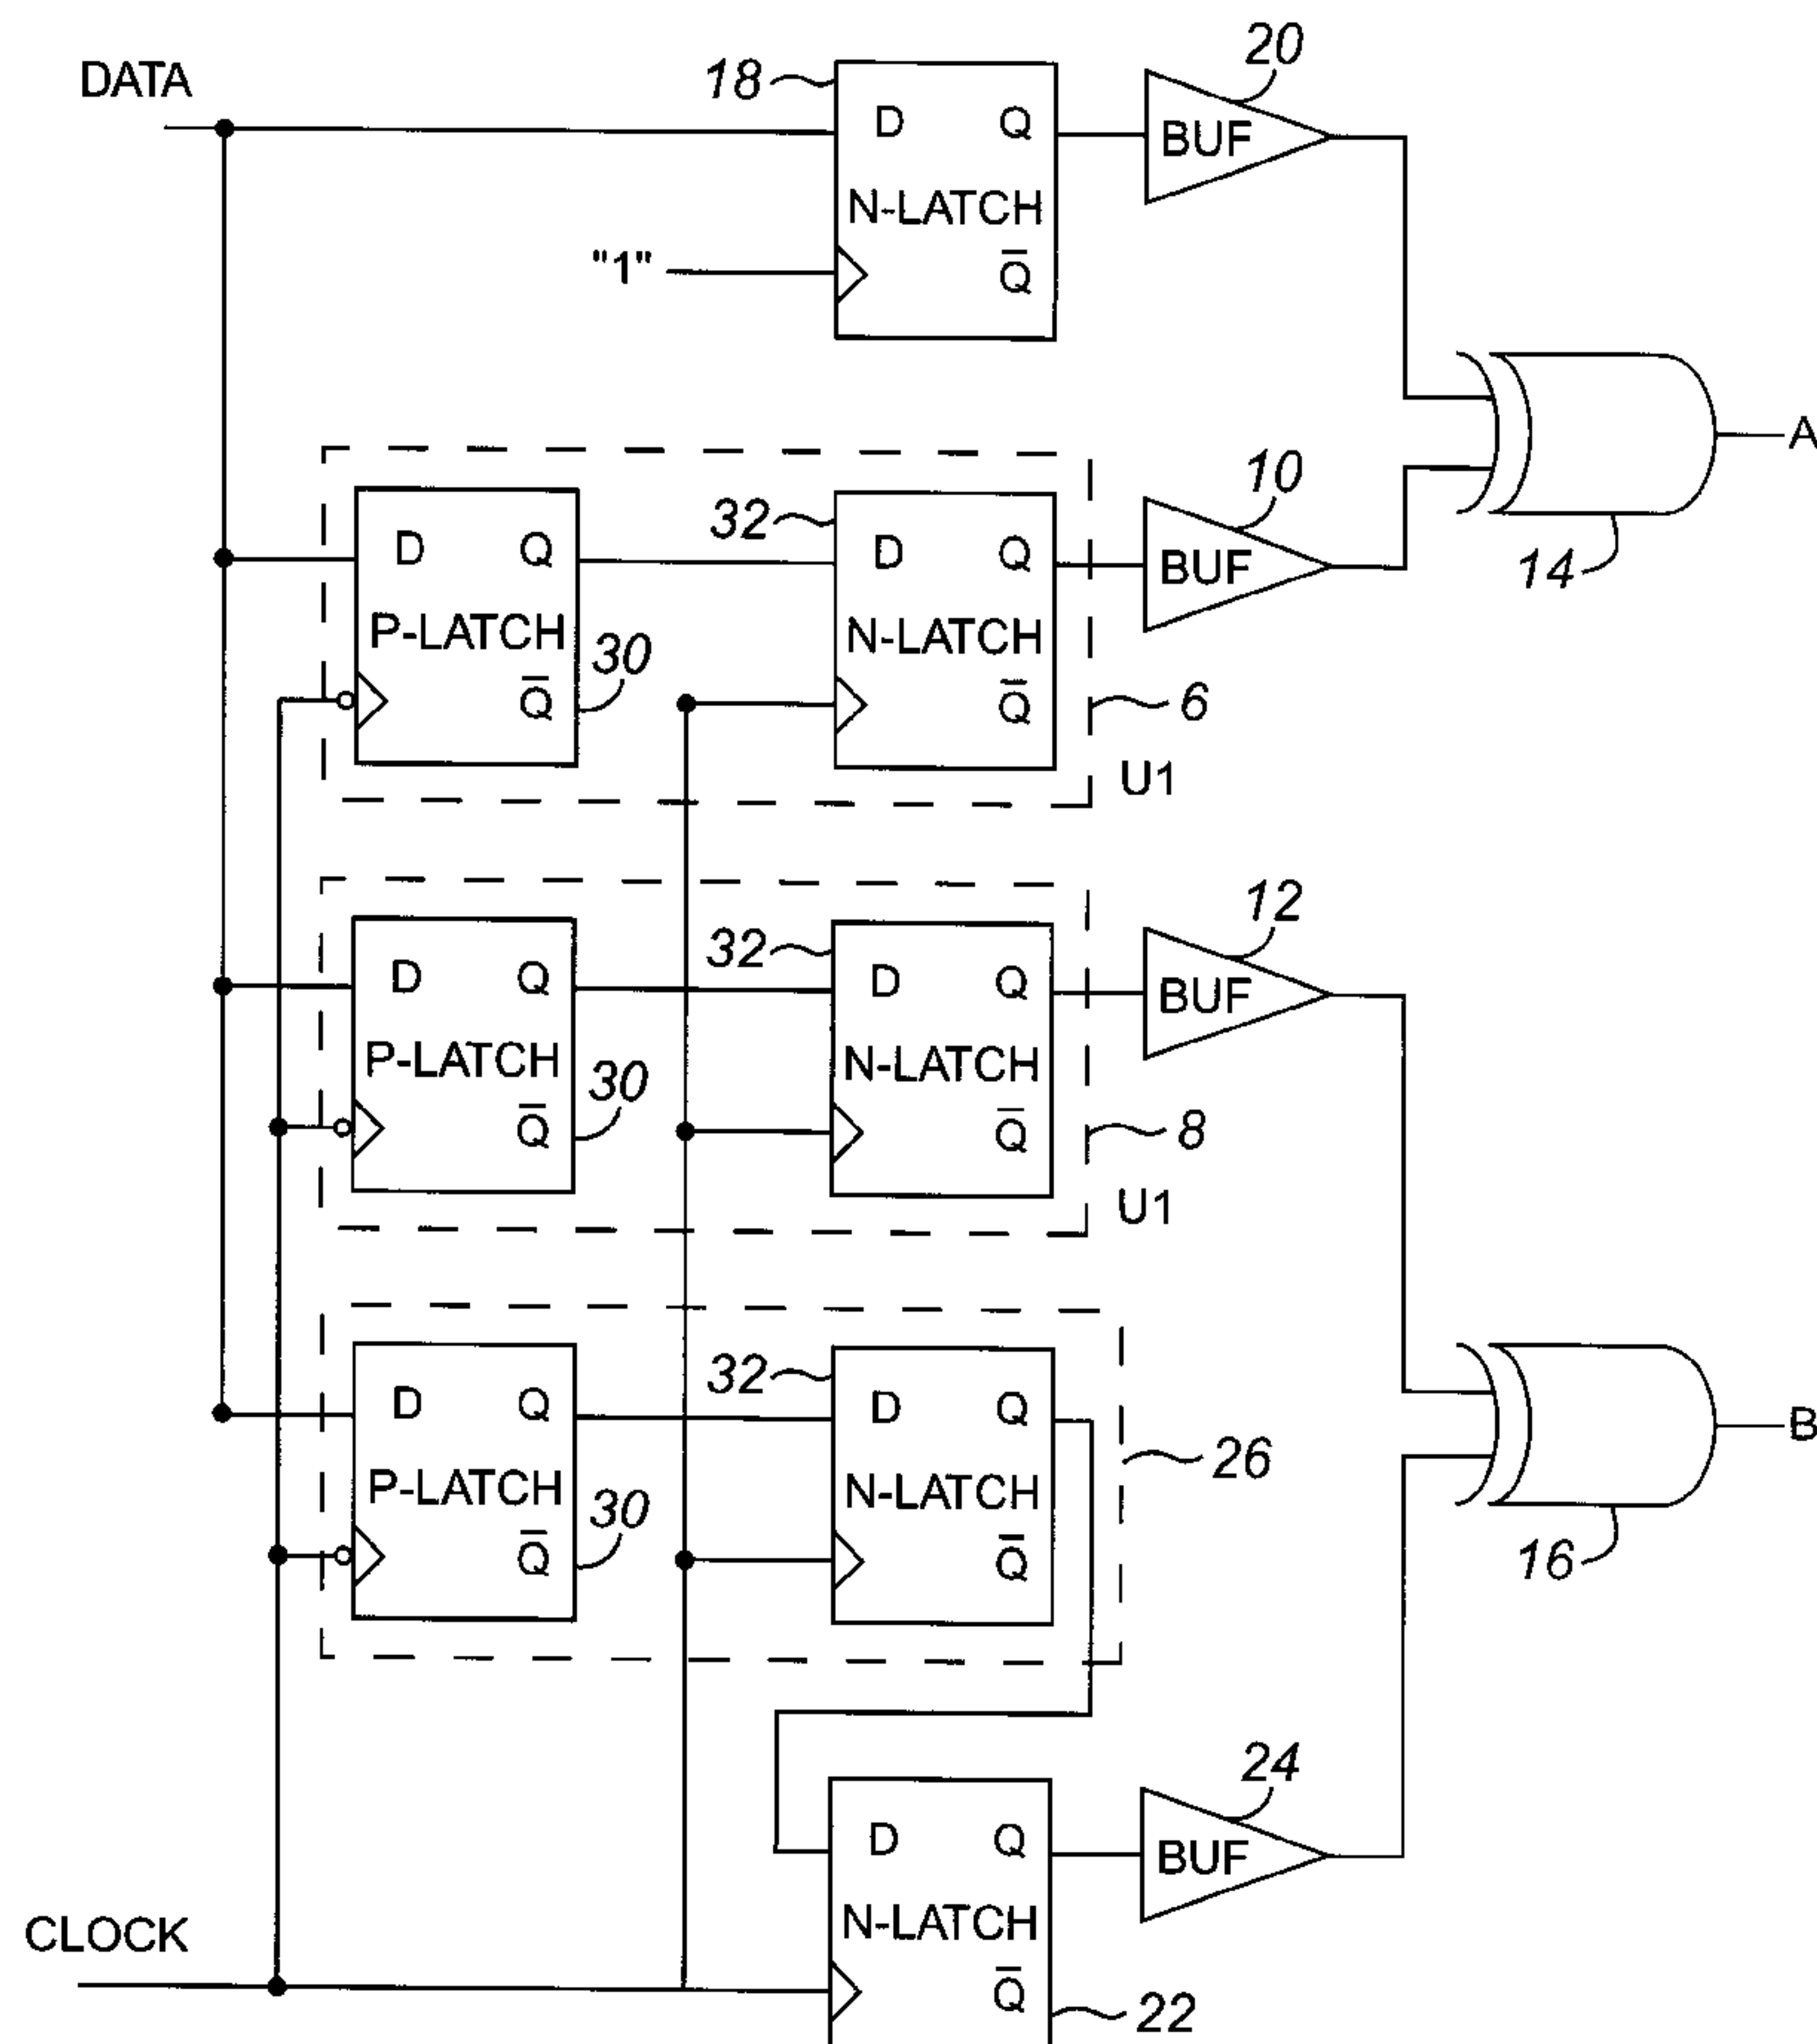 20
18
DATA
D Q
BUF
N-LATCH
"1"
Q̅
A
10
32
D Q
D Q
BUF
14
P-LATCH
30
N-LATCH
Q̅
Q̅
6
U1
12
32
D Q
D Q
BUF
P-LATCH
30
N-LATCH
Q̅
Q̅
8
U1
32
D Q
D Q
B
26
P-LATCH
30
N-LATCH
Q̅
Q̅
16
24
D Q
BUF
CLOCK
N-LATCH
Q̅
22